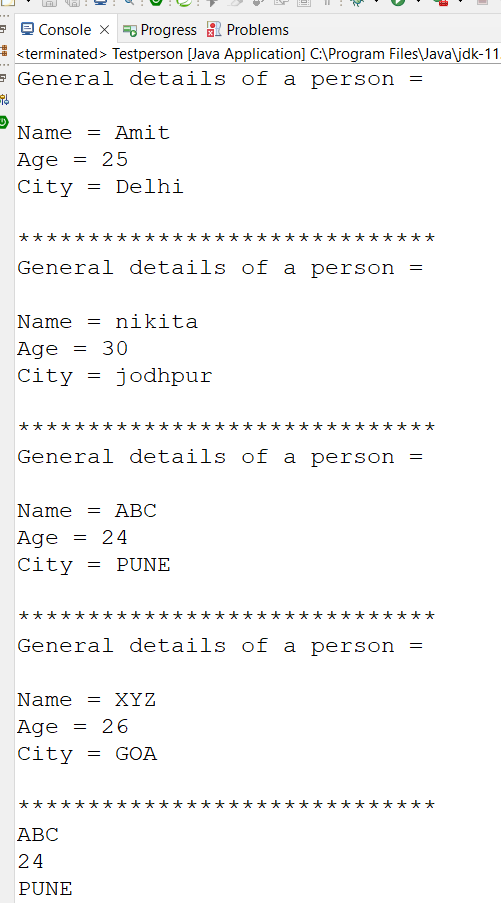 Console Progress Problems
<terminated> Testperson [Java Application] C:\Program Files\Java\jdk-11
General details of a person =
Name = Amit
Age = 25
City = Delhi
******************************
General details of a person =
Name = nikita
Age = 30
City = jodhpur
******************************
General details of a person =
Name = ABC
Age = 24
City = PUNE
******************************
General details of a person =
Name = XYZ
Age = 26
City = GOA
******************************
ABC
24
PUNE